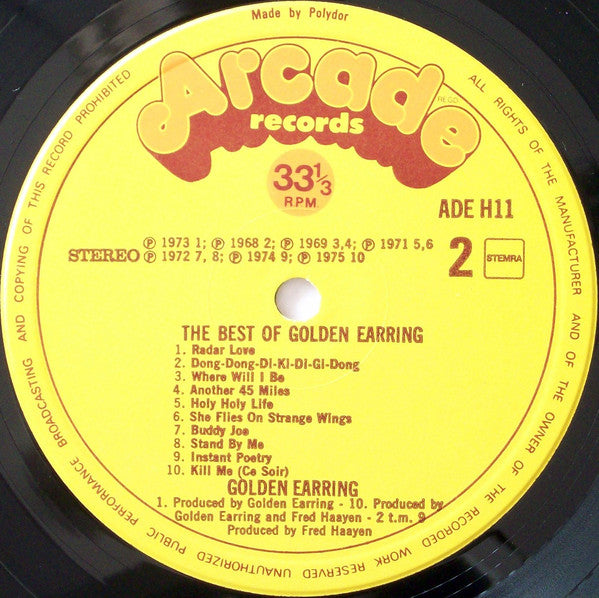 Made by Polydor
Arcade
REGD.
records
33 1/3
R.P.M.
ADE H11
STEREO
℗ 1973 1; ℗ 1968 2; ℗ 1969 3,4; ℗ 1971 5,6
℗ 1972 7, 8; ℗ 1974 9; ℗ 1975 10
2
STEMRA
THE BEST OF GOLDEN EARRING
1. Radar Love
2. Dong-Dong-Di-Ki-Di-Gi-Dong
3. Where Will I Be
4. Another 45 Miles
5. Holy Holy Life
6. She Flies On Strange Wings
7. Buddy Joe
8. Stand By Me
9. Instant Poetry
10. Kill Me (Ce Soir)
GOLDEN EARRING
1. Produced by Golden Earring - 10. Produced by
Golden Earring and Fred Haayen - 2 t.m. 9
Produced by Fred Haayen
ALL RIGHTS OF THE MANUFACTURER AND OF THE OWNER OF THE RECORDED WORK RESERVED UNAUTHORIZED PUBLIC PERFORMANCE BROADCASTING AND COPYING OF THIS RECORD PROHIBITED